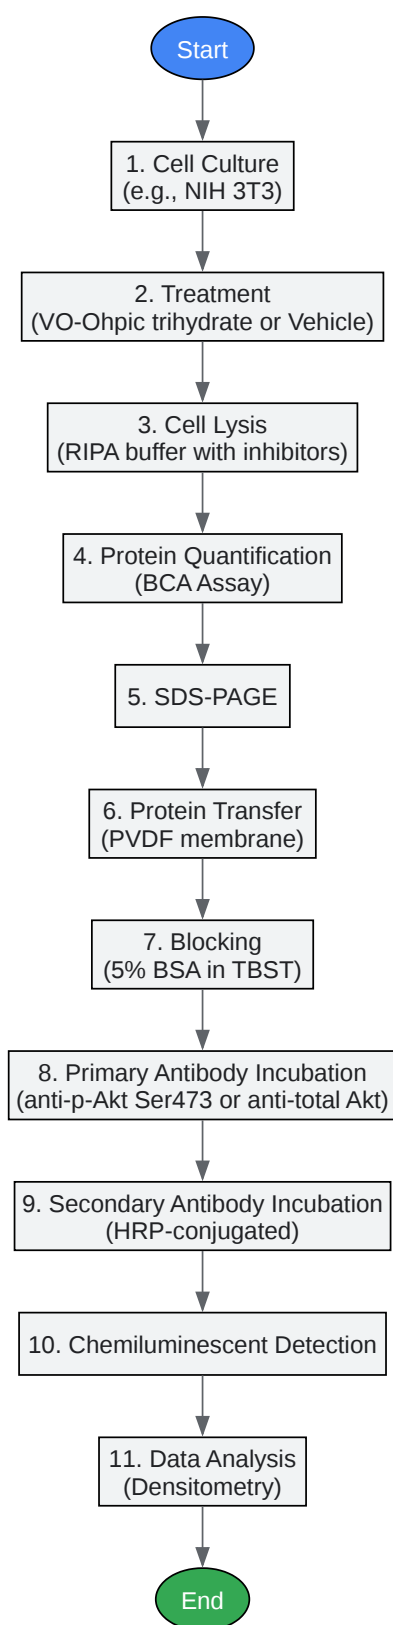 Start
1. Cell Culture
(e.g., NIH 3T3)
2. Treatment
(VO-Ohpic trihydrate or Vehicle)
3. Cell Lysis
(RIPA buffer with inhibitors)
4. Protein Quantification
(BCA Assay)
5. SDS-PAGE
6. Protein Transfer
(PVDF membrane)
7. Blocking
(5% BSA in TBST)
8. Primary Antibody Incubation
(anti-p-Akt Ser473 or anti-total Akt)
9. Secondary Antibody Incubation
(HRP-conjugated)
10. Chemiluminescent Detection
11. Data Analysis
(Densitometry)
End